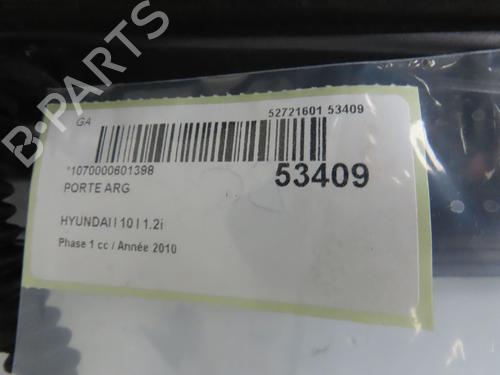 B-PARTS
GA
52721601 53409
*1070000601398
53409
PORTE ARG
HYUNDAI I 10 I 1.2i
Phase 1 cc / Année 2010